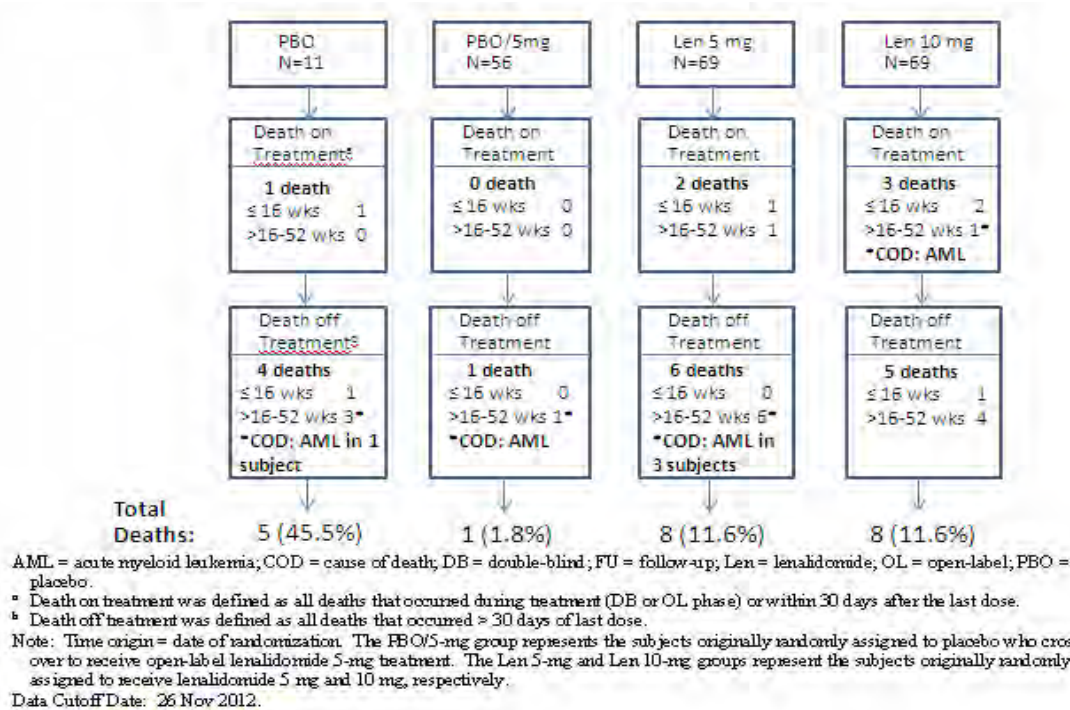 PBO
N=11
PBO/5mg
N=56
Len 5 mg
N=69
Len 10 mg
N=69
Death on
Treatmentᵃ
1 death
≤16 wks 1
>16-52 wks 0
Death on
Treatment
0 death
≤16 wks 0
>16-52 wks 0
Death on
Treatment
2 deaths
≤16 wks 1
>16-52 wks 1
Death on
Treatment
3 deaths
≤16 wks 2
>16-52 wks 1*
*COD: AML
Death off
Treatment
4 deaths
≤16 wks 1
>16-52 wks 3*
*COD: AML in 1
subject
Death off
Treatment
1 death
≤16 wks 0
>16-52 wks 1*
*COD: AML
Death off
Treatment
6 deaths
≤16 wks 0
>16-52 wks 6*
*COD: AML in
3 subjects
Death off
Treatment
5 deaths
≤16 wks 1
>16-52 wks 4
Total
Deaths: 5 (45.5%) 1 (1.8%) 8 (11.6%) 8 (11.6%)
AML = acute myeloid leukemia; COD = cause of death; DB = double-blind; FU = follow-up; Len = lenalidomide; OL = open-label; PBO =
placebo.
ᵃ Death on treatment was defined as all deaths that occurred during treatment (DB or OL phase) or within 30 days after the last dose.
ᵇ Death off treatment was defined as all deaths that occurred > 30 days of last dose.
Note: Time origin = date of randomization. The PBO/5-mg group represents the subjects originally randomly assigned to placebo who cros
over to receive open-label lenalidomide 5-mg treatment. The Len 5-mg and Len 10-mg groups represent the subjects originally randomly
assigned to receive lenalidomide 5 mg and 10 mg, respectively.
Data Cutoff Date: 26 Nov 2012.